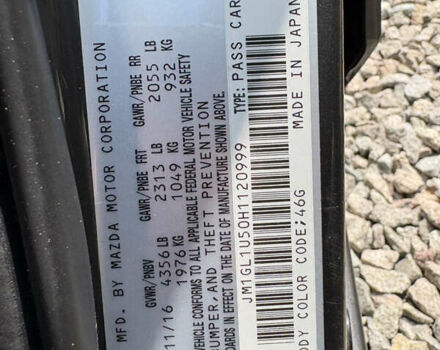 MFD. BY MAZDA MOTOR CORPORATION
GVWR/PNBV GAWR/PNBE FRT GAWR/PNBE RR
11/16 4356 LB 2313 LB 2055 LB
1976 KG 1049 KG 932 KG
VEHICLE CONFORMS TO ALL APPLICABLE FEDERAL MOTOR VEHICLE SAFETY
BUMPER, AND THEFT PREVENTION
STANDARDS IN EFFECT ON THE DATE OF MANUFACTURE SHOWN ABOVE.
JM1GL1U50H1120999 TYPE: PASS CAR
BODY COLOR CODE;46G MADE IN JAPAN